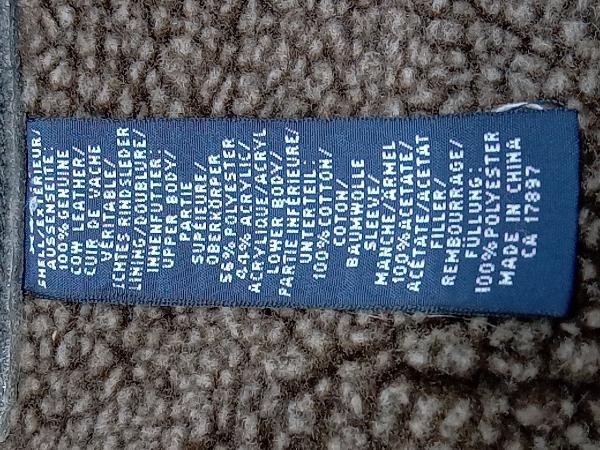 SHELL/EXTÉRIEUR/
AUSSENSEITE:
100% GENUINE
COW LEATHER/
CUIR DE VACHE
VÉRITABLE/
ECHTES RINDSLEDER
LINING/DOUBLURE/
INNENFUTTER:
UPPER BODY/
PARTIE
SUPÉRIEURE/
OBERKÖRPER
56% POLYESTER
44% ACRYLIC/
ACRYLIQUE/ACRYL
LOWER BODY/
PARTIE INFÉRIEURE/
UNTERTEIL:
100% COTTON/
COTON/
BAUMWOLLE
SLEEVE/
MANCHE/ARMEL
100% ACETATE/
ACÉTATE/ACETAT
FILLER/
REMBOURRAGE/
FÜLLUNG:
100% POLYESTER
MADE IN CHINA
CA 17897